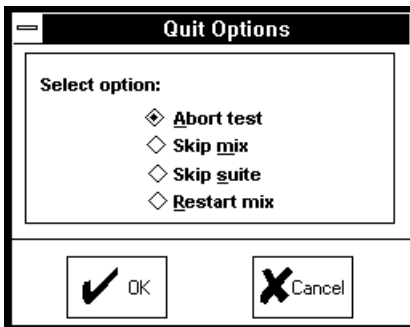 Quit Options
Select option:
Abort test
Skip mix
Skip suite
Restart mix
OK
Cancel